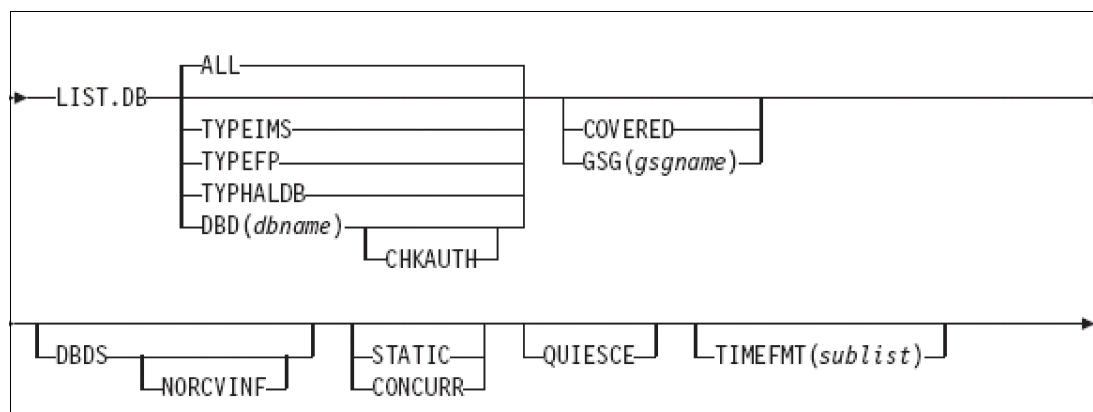 ALL
LIST.DB
TYPEIMS
TYPEFP
TYPHALDB
DBD(dbname)
CHKAUTH
COVERED
GSG(gsgname)
DBDS
NORCVINF
STATIC
CONCURR
QUIESCE
TIMEFMT(sublist)